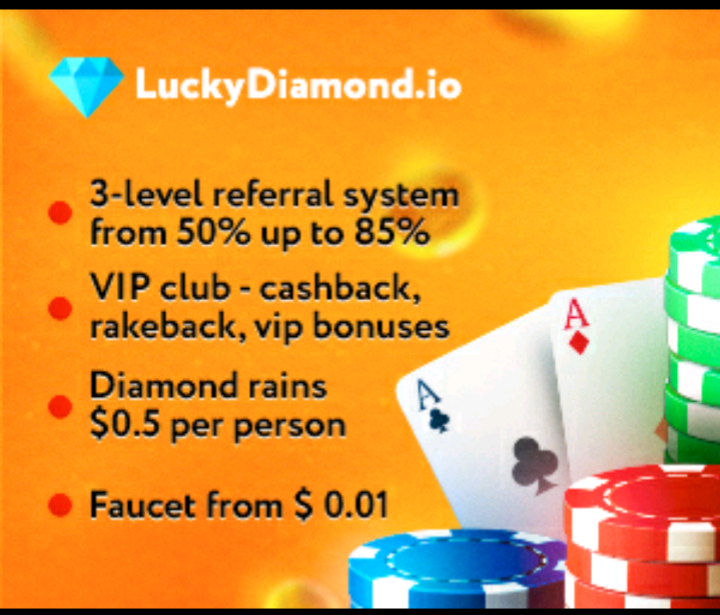 LuckyDiamond.io
3-level referral system
from 50% up to 85%
VIP club - cashback,
rakeback, vip bonuses
Diamond rains
$0.5 per person
Faucet from $ 0.01
A
A